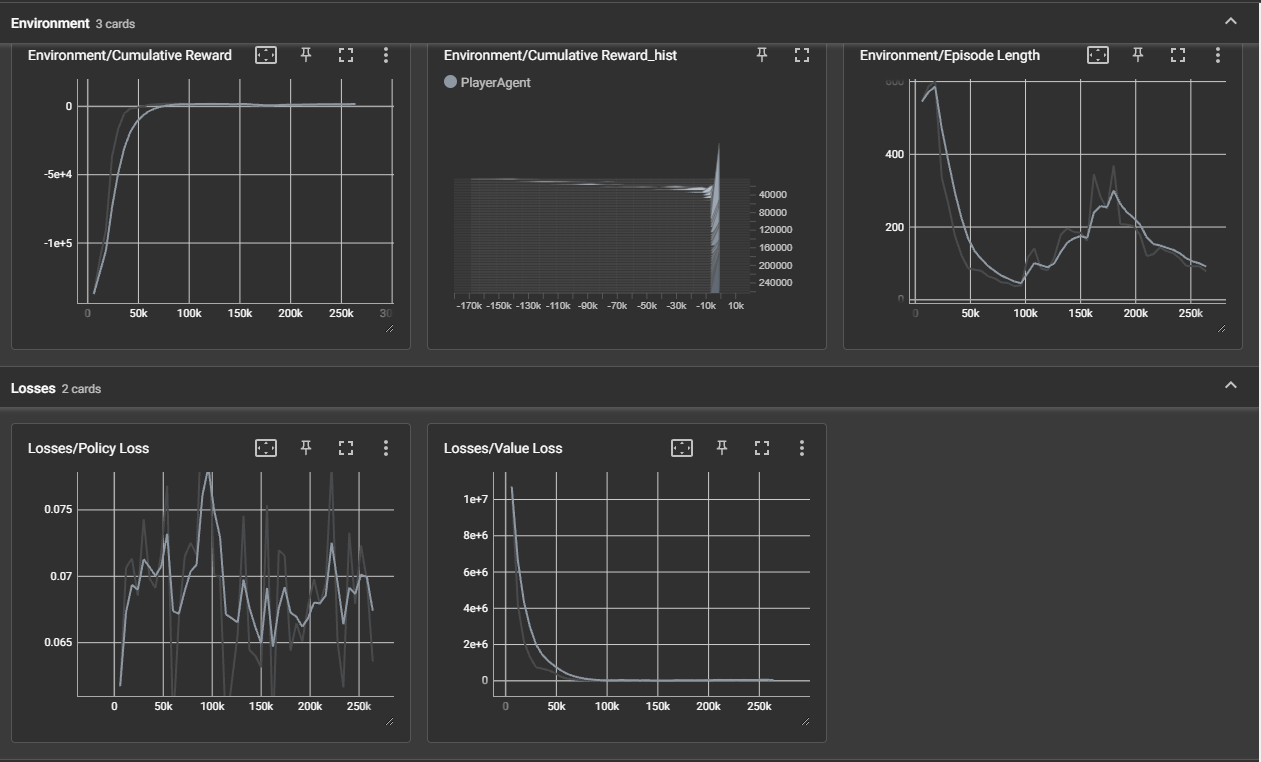 Environment 3 cards
Environment/Cumulative Reward
0
-5e+4
-1e+5
0 50k 100k 150k 200k 250k 30
Environment/Cumulative Reward_hist
PlayerAgent
40000
80000
120000
160000
200000
240000
-170k -150k -130k -110k -90k -70k -50k -30k -10k 10k
Environment/Episode Length
600
400
200
0
0 50k 100k 150k 200k 250k
Losses 2 cards
Losses/Policy Loss
0.075
0.07
0.065
0 50k 100k 150k 200k 250k
Losses/Value Loss
1e+7
8e+6
6e+6
4e+6
2e+6
0
0 50k 100k 150k 200k 250k